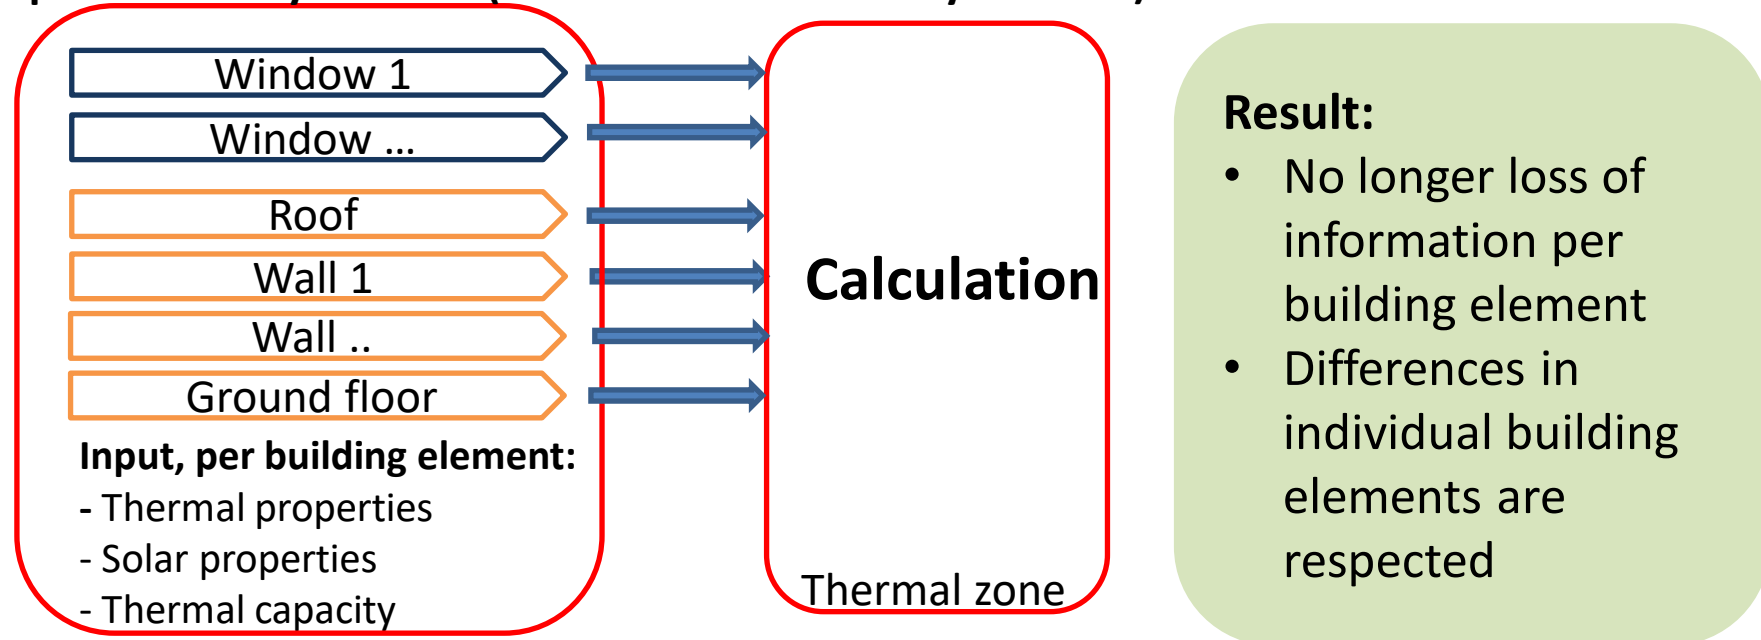 Window 1
Window ...
Roof
Wall 1
Wall ..
Ground floor
Input, per building element:
- Thermal properties
- Solar properties
- Thermal capacity
Calculation
Thermal zone
Result:
• No longer loss of
information per
building element
• Differences in
individual building
elements are
respected